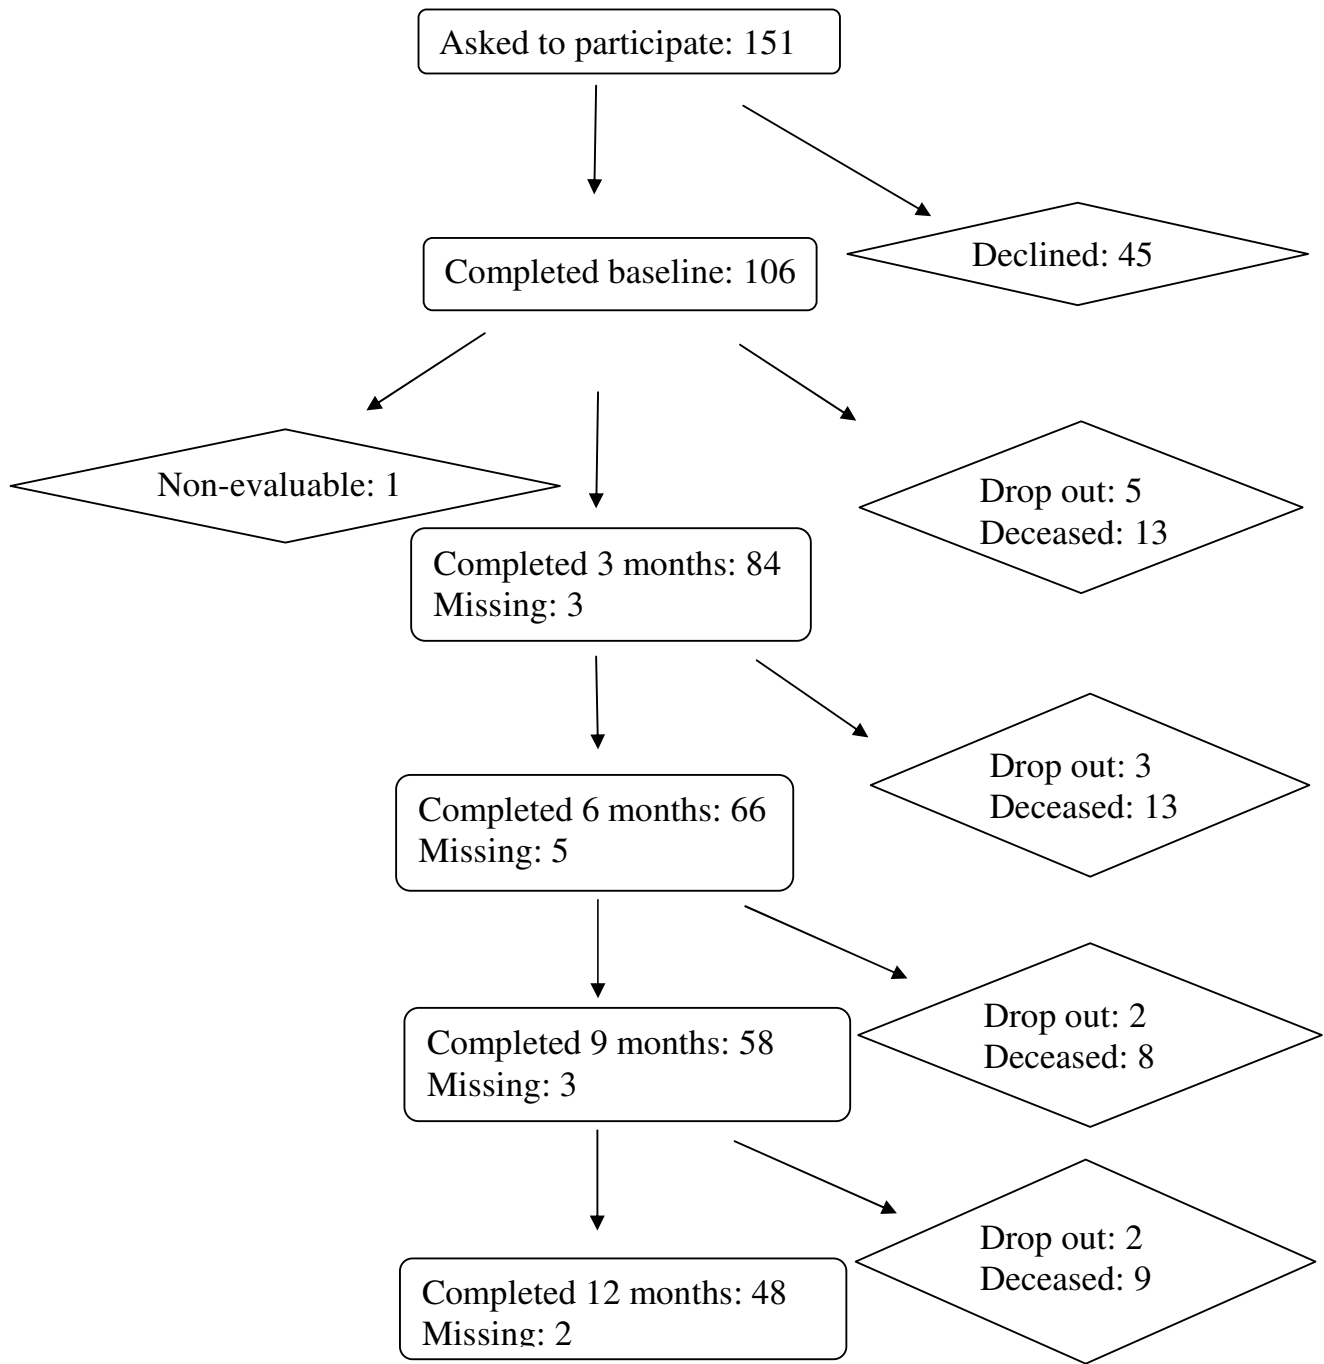 Asked to participate: 151
Declined: 45
Completed baseline: 106
Non-evaluable: 1
Drop out: 5
Deceased: 13
Completed 3 months: 84
Missing: 3
Drop out: 3
Deceased: 13
Completed 6 months: 66
Missing: 5
Drop out: 2
Deceased: 8
Completed 9 months: 58
Missing: 3
Drop out: 2
Deceased: 9
Completed 12 months: 48
Missing: 2